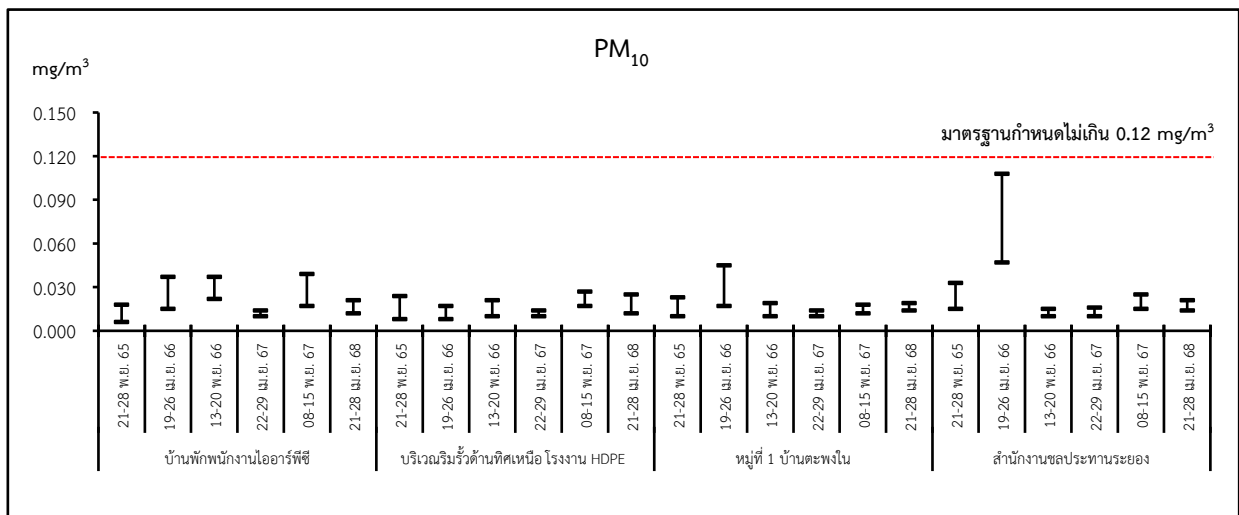 PM10
mg/m3
0.150
มาตรฐานกำหนดไม่เกิน 0.12 mg/m3
0.120
0.090
0.060
0.030
0.000
21-28 พ.ย. 65
19-26 เม.ย. 66
13-20 พ.ย. 66
22-29 เม.ย. 67
08-15 พ.ย. 67
21-28 เม.ย. 68
21-28 พ.ย. 65
19-26 เม.ย. 66
13-20 พ.ย. 66
22-29 เม.ย. 67
08-15 พ.ย. 67
21-28 เม.ย. 68
21-28 พ.ย. 65
19-26 เม.ย. 66
13-20 พ.ย. 66
22-29 เม.ย. 67
08-15 พ.ย. 67
21-28 เม.ย. 68
21-28 พ.ย. 65
19-26 เม.ย. 66
13-20 พ.ย. 66
22-29 เม.ย. 67
08-15 พ.ย. 67
21-28 เม.ย. 68
บ้านพักพนักงานไออาร์พีซี
บริเวณริมรั้วด้านทิศเหนือ โรงงาน HDPE
หมู่ที่ 1 บ้านตะพงใน
สำนักงานชลประทานระยอง